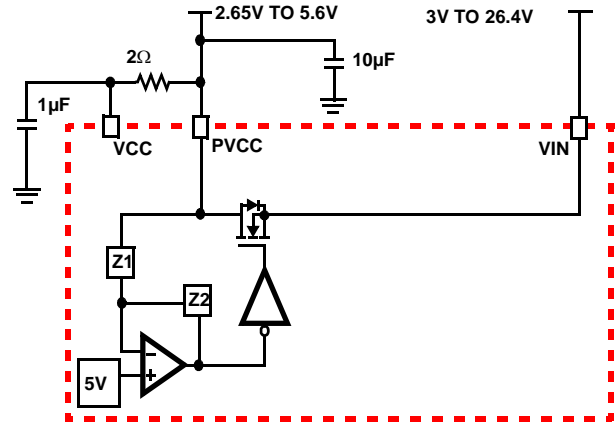 2.65V TO 5.6V
3V TO 26.4V
2Ω
10µF
1µF
VCC
PVCC
VIN
Z1
Z2
5V
−
+